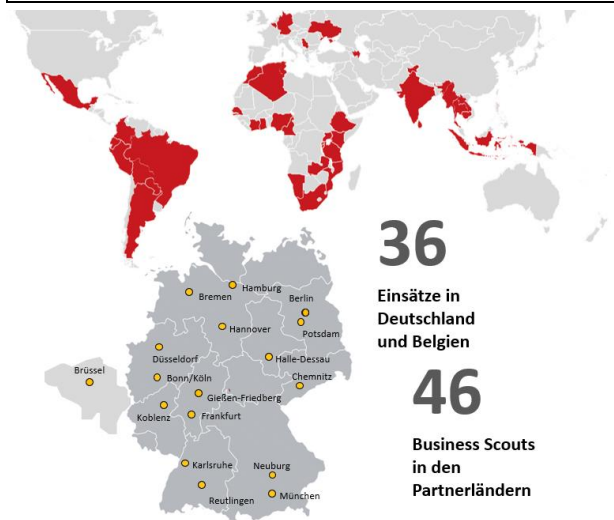 36
Einsätze in
Deutschland
und Belgien
46
Business Scouts
in den
Partnerländern
Hamburg
Bremen
Berlin
Hannover
Potsdam
Düsseldorf
Halle-Dessau
Brüssel
Bonn/Köln
Chemnitz
Gießen-Friedberg
Koblenz
Frankfurt
Karlsruhe
Neuburg
Reutlingen
München